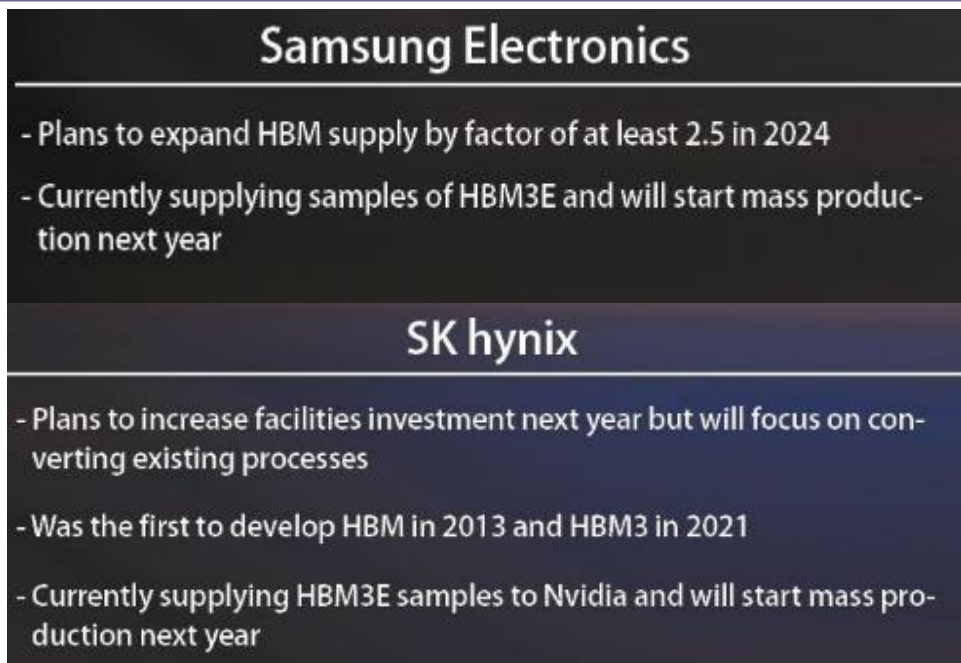 Samsung Electronics
- Plans to expand HBM supply by factor of at least 2.5 in 2024
- Currently supplying samples of HBM3E and will start mass produc-
tion next year
SK hynix
- Plans to increase facilities investment next year but will focus on con-
verting existing processes
- Was the first to develop HBM in 2013 and HBM3 in 2021
- Currently supplying HBM3E samples to Nvidia and will start mass pro-
duction next year